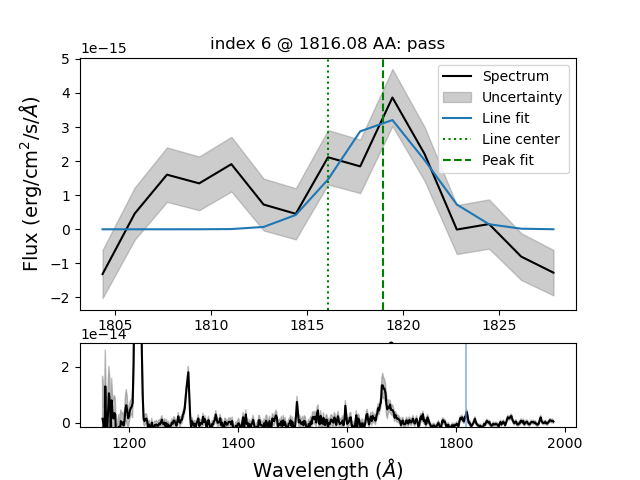 index 6 @ 1816.08 AA: pass
1e−15
Flux (erg/cm²/s/Å)
5
4
3
2
1
0
−1
−2
Spectrum
Uncertainty
Line fit
Line center
Peak fit
1805 1810 1815 1820 1825
1e−14
2
0
1200 1400 1600 1800 2000
Wavelength (Å)